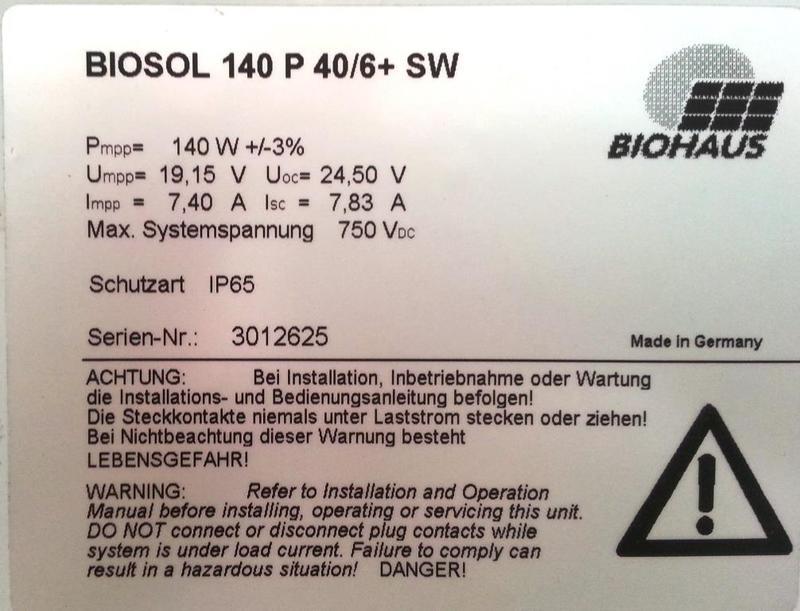 BIOSOL 140 P 40/6+ SW
BIOHAUS
Pmpp= 140 W +/-3%
Umpp= 19,15 V Uoc= 24,50 V
Impp = 7,40 A Isc = 7,83 A
Max. Systemspannung 750 VDC
Schutzart IP65
Serien-Nr.: 3012625
Made in Germany
ACHTUNG: Bei Installation, Inbetriebnahme oder Wartung
die Installations- und Bedienungsanleitung befolgen!
Die Steckkontakte niemals unter Laststrom stecken oder ziehen!
Bei Nichtbeachtung dieser Warnung besteht
LEBENSGEFAHR!
WARNING: Refer to Installation and Operation
Manual before installing, operating or servicing this unit.
DO NOT connect or disconnect plug contacts while
system is under load current. Failure to comply can
result in a hazardous situation! DANGER!